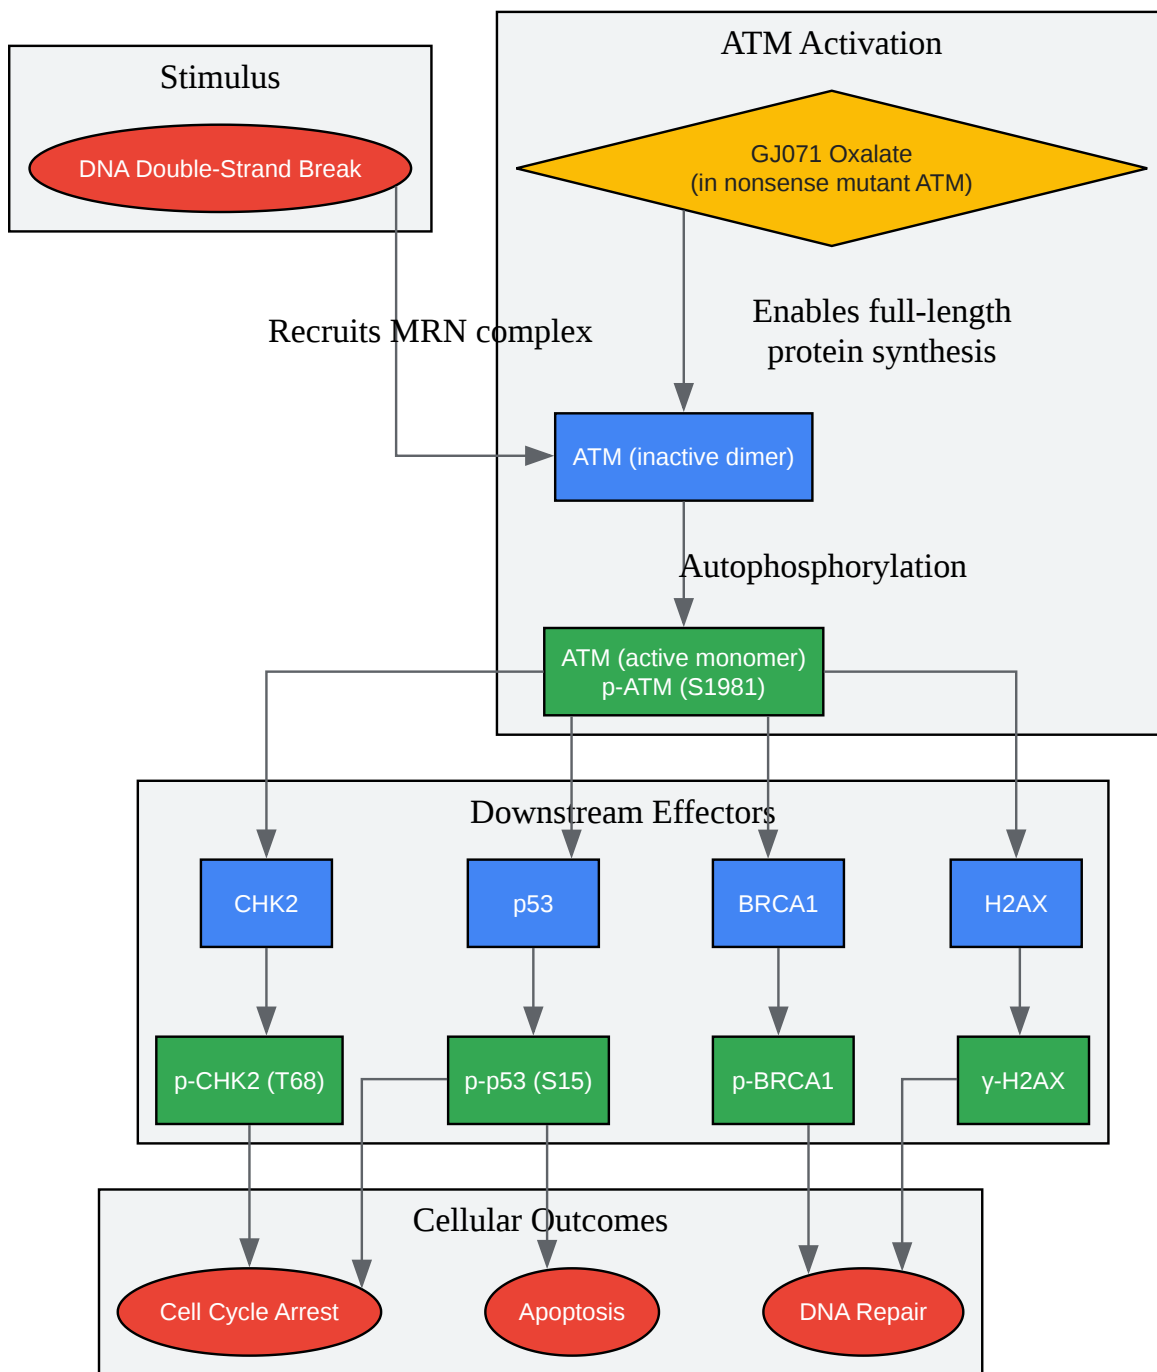 ATM Activation
Stimulus
DNA Double-Strand Break
GJ071 Oxalate
(in nonsense mutant ATM)
Recruits MRN complex
Enables full-length
protein synthesis
ATM (inactive dimer)
Autophosphorylation
ATM (active monomer)
p-ATM (S1981)
Downstream Effectors
CHK2
p53
BRCA1
H2AX
p-CHK2 (T68)
p-p53 (S15)
p-BRCA1
γ-H2AX
Cellular Outcomes
Cell Cycle Arrest
Apoptosis
DNA Repair